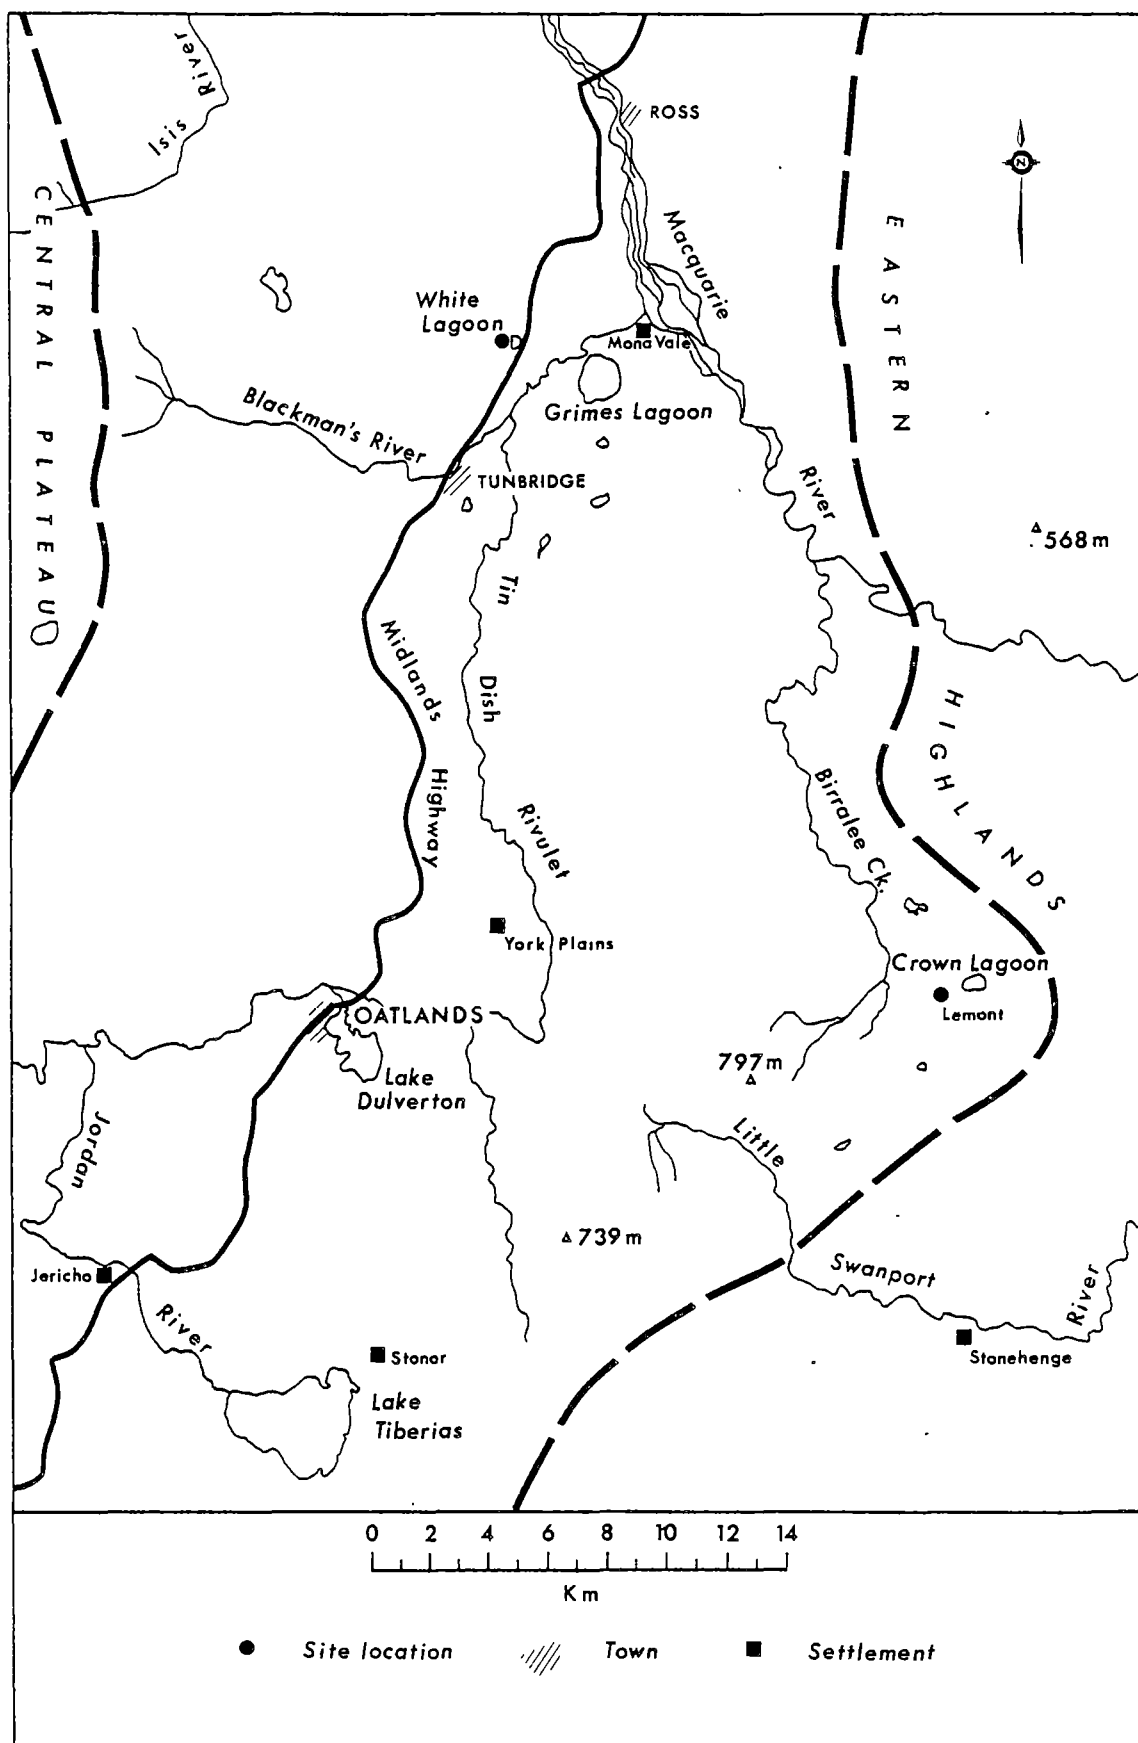 Isis River
ROSS
N
CENTRAL PLATEAU
EASTERN
HIGHLANDS
Macquarie
River
White
Lagoon
Mona Vale
Grimes Lagoon
Blackman's River
TUNBRIDGE
568m
Tin
Dish
Rivulet
Midlands
Highway
Birralee Ck.
York Plains
Crown Lagoon
Lemont
OATLANDS
Lake
Dulverton
797m
Jordan
River
Little
Swanport
River
739m
Jericho
Stonor
Stonehenge
Lake
Tiberias
0 2 4 6 8 10 12 14
Km
Site location
Town
Settlement